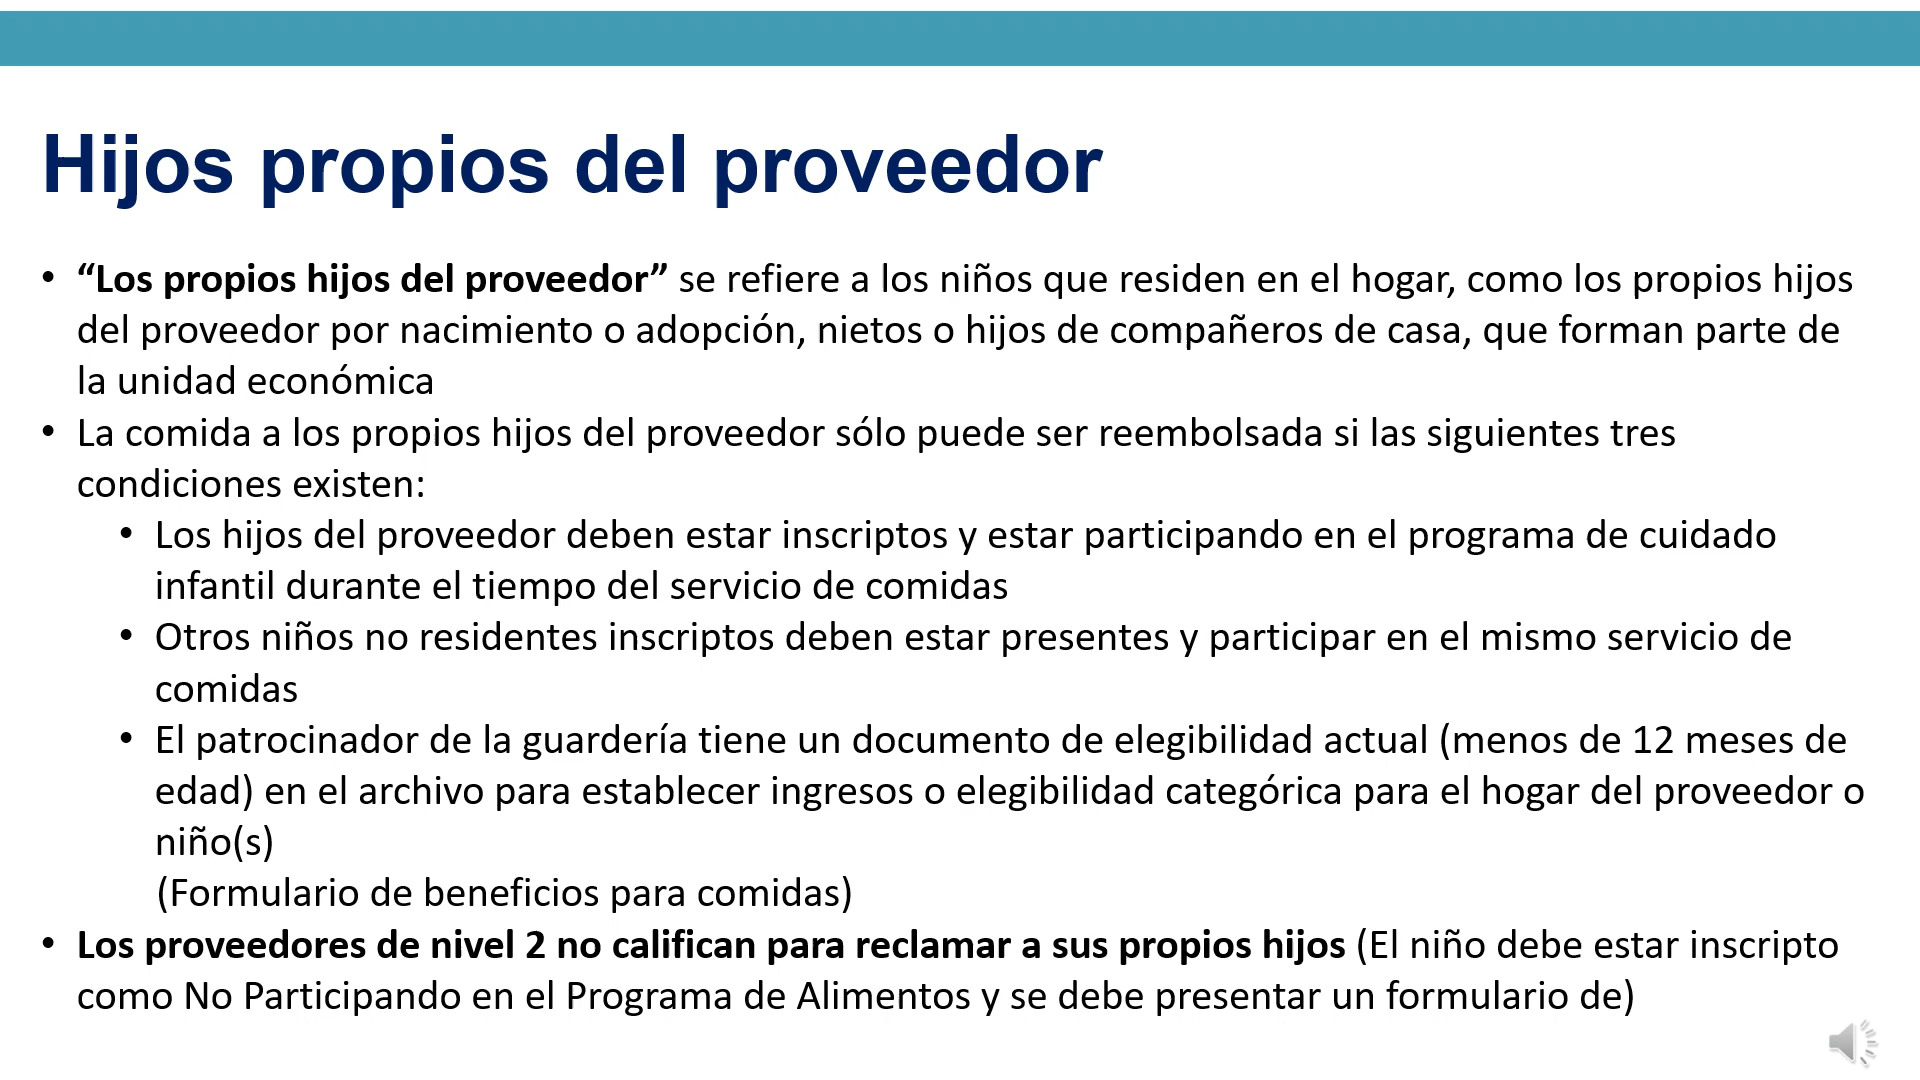 Hijos propios del proveedor
• “Los propios hijos del proveedor” se refiere a los niños que residen en el hogar, como los propios hijos
del proveedor por nacimiento o adopción, nietos o hijos de compañeros de casa, que forman parte de
la unidad económica
• La comida a los propios hijos del proveedor sólo puede ser reembolsada si las siguientes tres
condiciones existen:
• Los hijos del proveedor deben estar inscriptos y estar participando en el programa de cuidado
infantil durante el tiempo del servicio de comidas
• Otros niños no residentes inscriptos deben estar presentes y participar en el mismo servicio de
comidas
• El patrocinador de la guardería tiene un documento de elegibilidad actual (menos de 12 meses de
edad) en el archivo para establecer ingresos o elegibilidad categórica para el hogar del proveedor o
niño(s)
(Formulario de beneficios para comidas)
• Los proveedores de nivel 2 no califican para reclamar a sus propios hijos (El niño debe estar inscripto
como No Participando en el Programa de Alimentos y se debe presentar un formulario de)